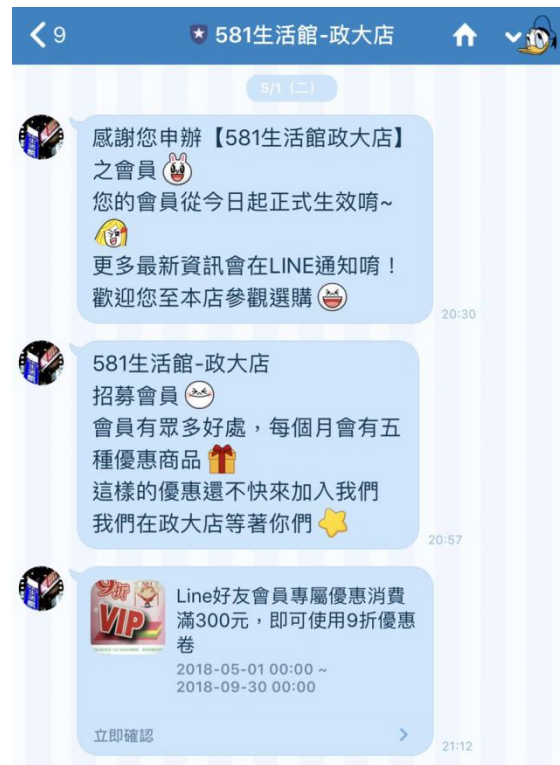 9
581生活館-政大店
5/1（二）
感謝您申辦【581生活館政大店】
之會員
您的會員從今日起正式生效唷~
更多最新資訊會在LINE通知唷！
歡迎您至本店參觀選購
20:30
581生活館-政大店
招募會員
會員有眾多好處，每個月會有五
種優惠商品
這樣的優惠還不快來加入我們
我們在政大店等著你們
20:57
9折
VIP
Line好友會員專屬優惠消費
滿300元，即可使用9折優惠
卷
2018-05-01 00:00 ~
2018-09-30 00:00
立即確認
21:12